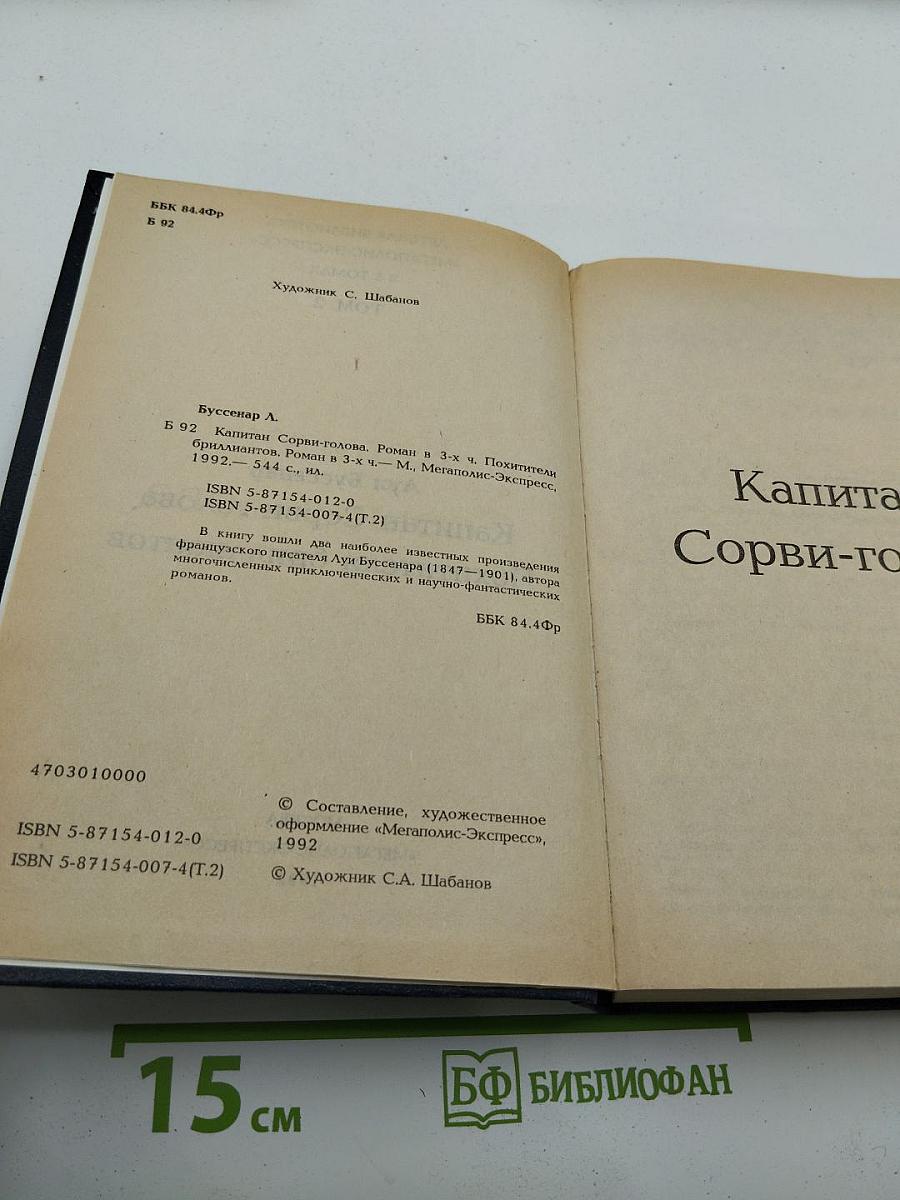 ББК 84.4Фр
Б 92
Художник С. Шабанов
Буссенар Л.
Б 92 Капитан Сорви-голова. Роман в 3-х ч. Похитители
бриллиантов. Роман в 3-х ч.— М., Мегаполис-Экспресс,
1992.— 544 с., ил.
ISBN 5-87154-012-0
ISBN 5-87154-007-4(Т.2)
В книгу вошли два наиболее известных произведения
французского писателя Луи Буссенара (1847—1901), автора
многочисленных приключенческих и научно-фантастических
романов.
ББК 84.4Фр
4703010000
ISBN 5-87154-012-0
ISBN 5-87154-007-4(Т.2)
© Составление, художественное
оформление «Мегаполис-Экспресс»,
1992
© Художник С.А. Шабанов
Капита
Сорви-го
15 см
БФ БИБЛИОФАН